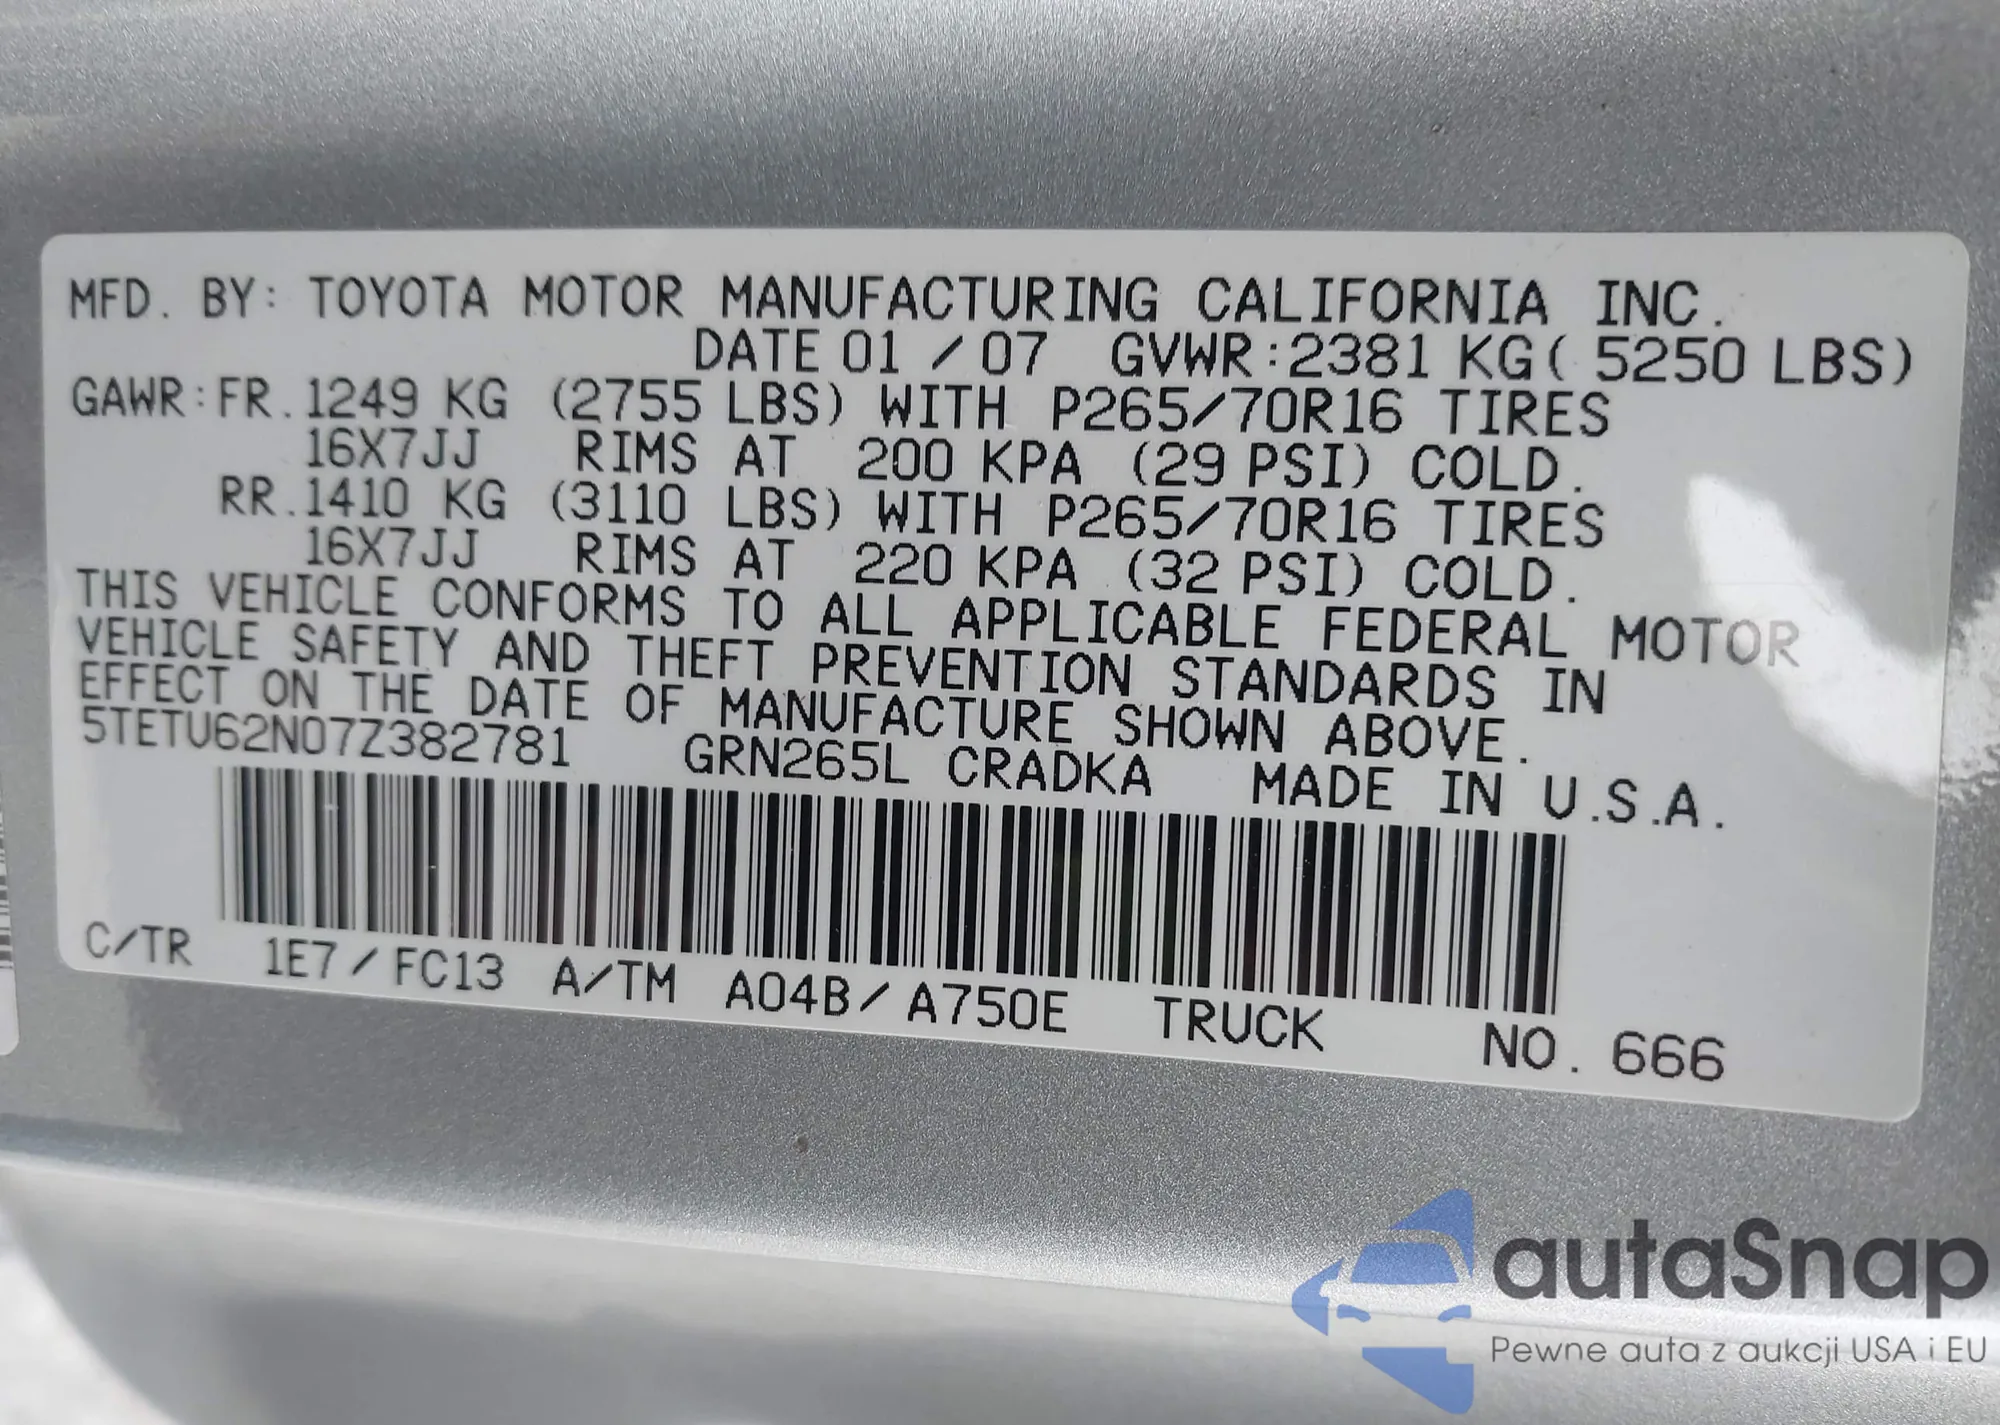 MFD. BY: TOYOTA MOTOR MANUFACTURING CALIFORNIA INC.
DATE 01 / 07 GVWR:2381 KG( 5250 LBS)
GAWR:FR.1249 KG (2755 LBS) WITH P265/70R16 TIRES
16X7JJ RIMS AT 200 KPA (29 PSI) COLD.
RR.1410 KG (3110 LBS) WITH P265/70R16 TIRES
16X7JJ RIMS AT 220 KPA (32 PSI) COLD.
THIS VEHICLE CONFORMS TO ALL APPLICABLE FEDERAL MOTOR
VEHICLE SAFETY AND THEFT PREVENTION STANDARDS IN
EFFECT ON THE DATE OF MANUFACTURE SHOWN ABOVE.
5TETU62N07Z382781 GRN265L CRADKA MADE IN U.S.A.
C/TR 1E7/FC13 A/TM A04B/A750E TRUCK NO. 666
autaSnap
Pewne auta z aukcji USA i EU